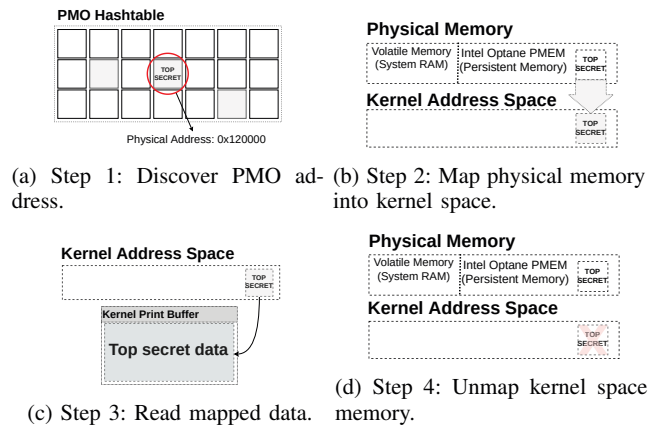 PMO Hashtable
TOP
SECRET
Physical Address: 0x120000
(a) Step 1: Discover PMO ad-
dress.
Physical Memory
Volatile Memory
(System RAM)
Intel Optane PMEM
(Persistent Memory)
TOP
SECRET
Kernel Address Space
TOP
SECRET
(b) Step 2: Map physical memory
into kernel space.
Kernel Address Space
TOP
SECRET
Kernel Print Buffer
Top secret data
(c) Step 3: Read mapped data.
Physical Memory
Volatile Memory
(System RAM)
Intel Optane PMEM
(Persistent Memory)
TOP
SECRET
Kernel Address Space
TOP
SECRET
(d) Step 4: Unmap kernel space
memory.